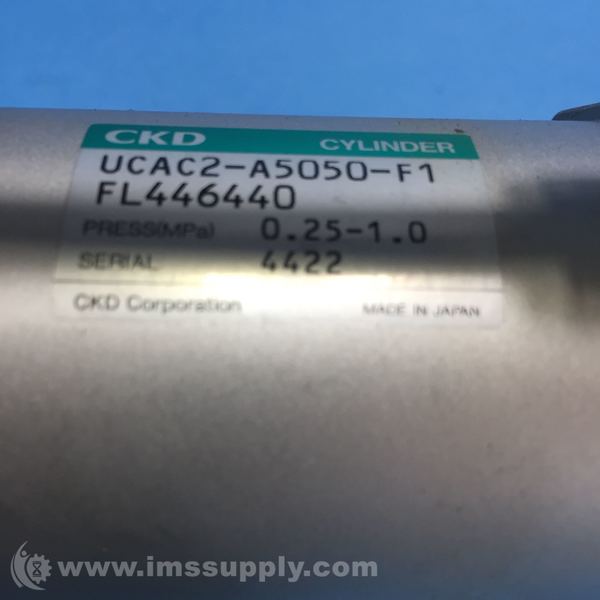 CKD CYLINDER
UCAC2-A5050-F1
FL446440
PRESS(MPa) 0.25-1.0
SERIAL 4422
CKD Corporation MADE IN JAPAN
www.imssupply.com